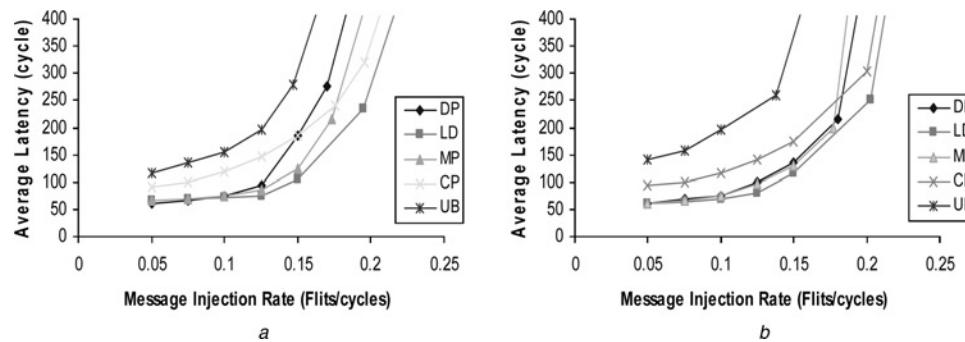 Average Latency (cycle)
400
350
300
250
200
150
100
50
0
0
0.05
0.1
0.15
0.2
0.25
Message Injection Rate (Flits/cycles)
DP
LD
MP
CP
UB
a
Average Latency (cycle)
400
350
300
250
200
150
100
50
0
0
0.05
0.1
0.15
0.2
0.25
Message Injection Rate (Flits/cycles)
b